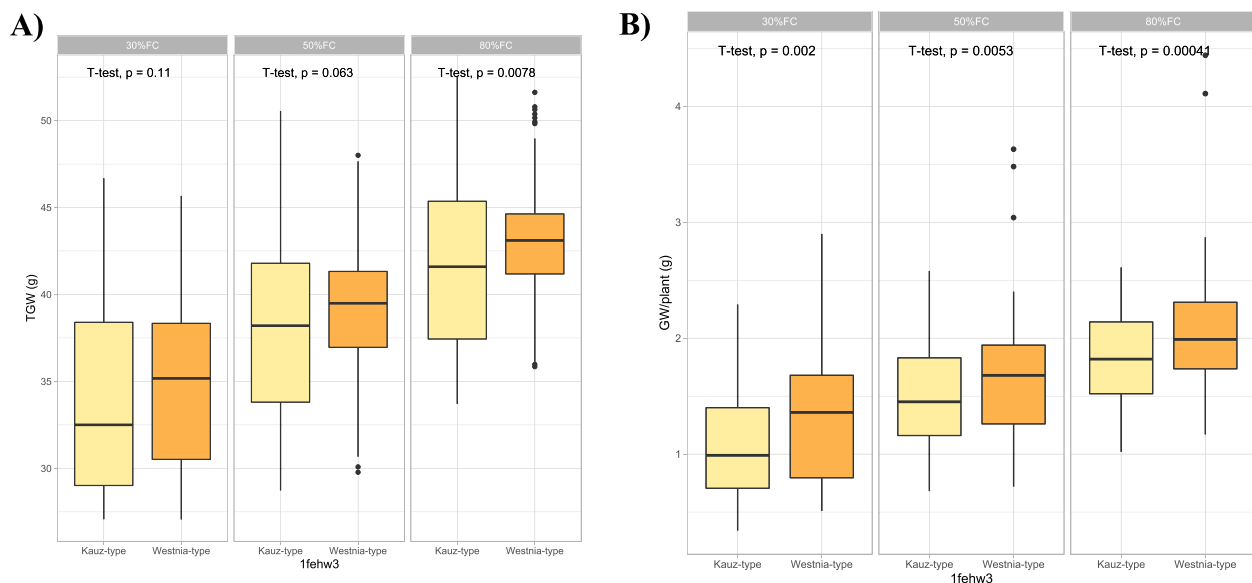 A)
30%FC 50%FC 80%FC
T-test, p = 0.11 T-test, p = 0.063 T-test, p = 0.0078
50
45
40
35
30
TGW (g)
Kauz-type Westnia-type Kauz-type Westnia-type Kauz-type Westnia-type
1fehw3
B)
30%FC 50%FC 80%FC
T-test, p = 0.002 T-test, p = 0.0053 T-test, p = 0.00041
4
3
2
1
GW/plant (g)
Kauz-type Westnia-type Kauz-type Westnia-type Kauz-type Westnia-type
1fehw3